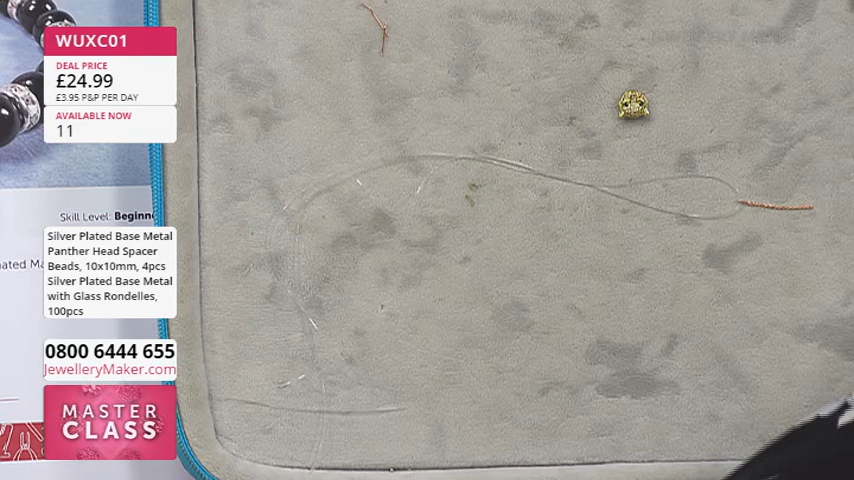 WUXC01
DEAL PRICE
£24.99
£3.95 P&P PER DAY
AVAILABLE NOW
11
Skill Level: Beginn
Silver Plated Base Metal
Panther Head Spacer
Beads, 10x10mm, 4pcs
Silver Plated Base Metal
with Glass Rondelles,
100pcs
0800 6444 655
JewelleryMaker.com
MASTER
CLASS